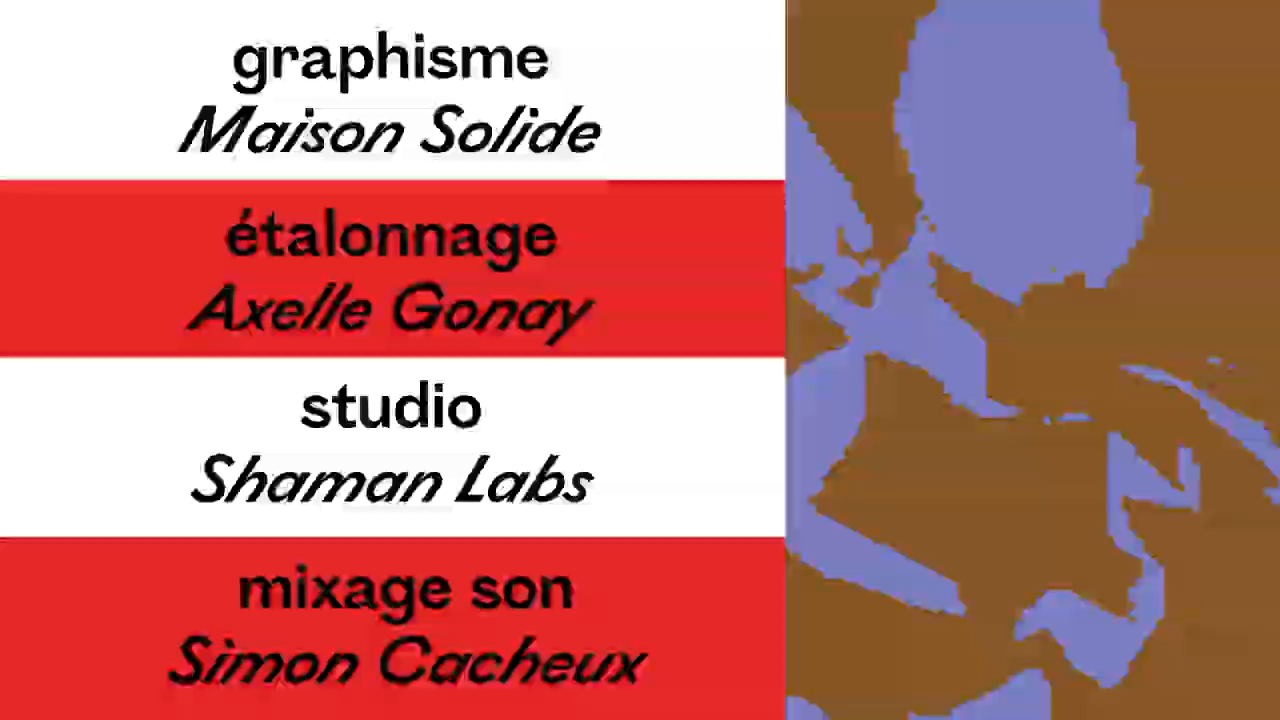 graphisme
Maison Solide
étalonnage
Axelle Gonay
studio
Shaman Labs
mixage son
Simon Cacheux